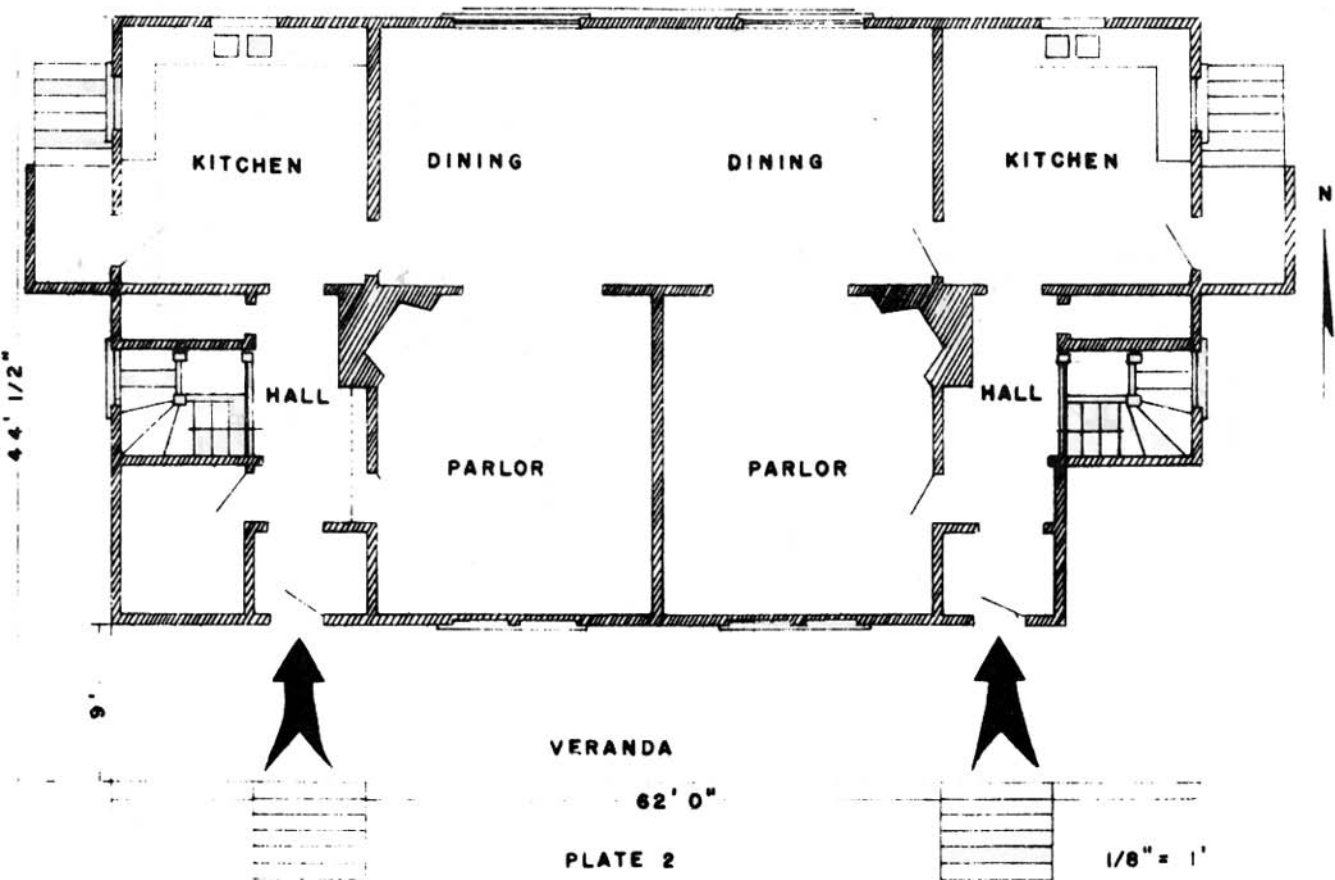 KITCHEN DINING DINING KITCHEN
N
HALL HALL
44' 1/2"
PARLOR PARLOR
9'
VERANDA
62' 0"
PLATE 2
1/8" = 1'